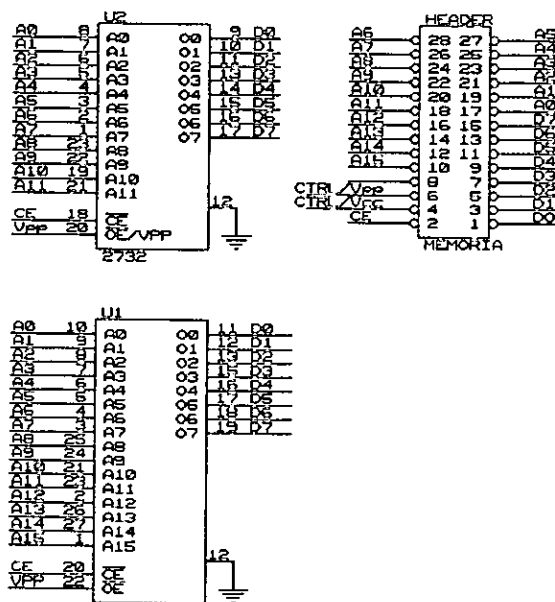 U2
A0 8 A0 O0 9 D0
A1 7 A1 O1 10 D1
A2 6 A2 O2 11 D2
A3 5 A3 O3 13 D3
A4 4 A4 O4 14 D4
A5 3 A5 O5 15 D5
A6 2 A6 O6 16 D6
A7 1 A7 O7 17 D7
A8 23 A8
A9 22 A9
A10 19 A10
A11 21 A11
12
CE 18 CE
Vpp 20 OE/VPP
2732
HEADER
A6 28 27 A5
A7 26 25 A4
A8 24 23 A3
A9 22 21 A2
A10 20 19 A1
A11 18 17 A0
A12 16 15 D7
A13 14 13 D6
A14 12 11 D5
A15 10 9 D4
8 7 D3
CTRL/Vpp 6 5 D2
CTRL/Vcc 4 3 D1
CE 2 1 D0
MEMORIA
U1
A0 10 A0 O0 11 D0
A1 9 A1 O1 12 D1
A2 8 A2 O2 13 D2
A3 7 A3 O3 15 D3
A4 6 A4 O4 16 D4
A5 5 A5 O5 17 D5
A6 4 A6 O6 18 D6
A7 3 A7 O7 19 D7
A8 25 A8
A9 24 A9
A10 21 A10
A11 23 A11
A12 2 A12
A13 26 A13
A14 27 A14
A15 1 A15
12
CE 20 CE
VPP 22 OE